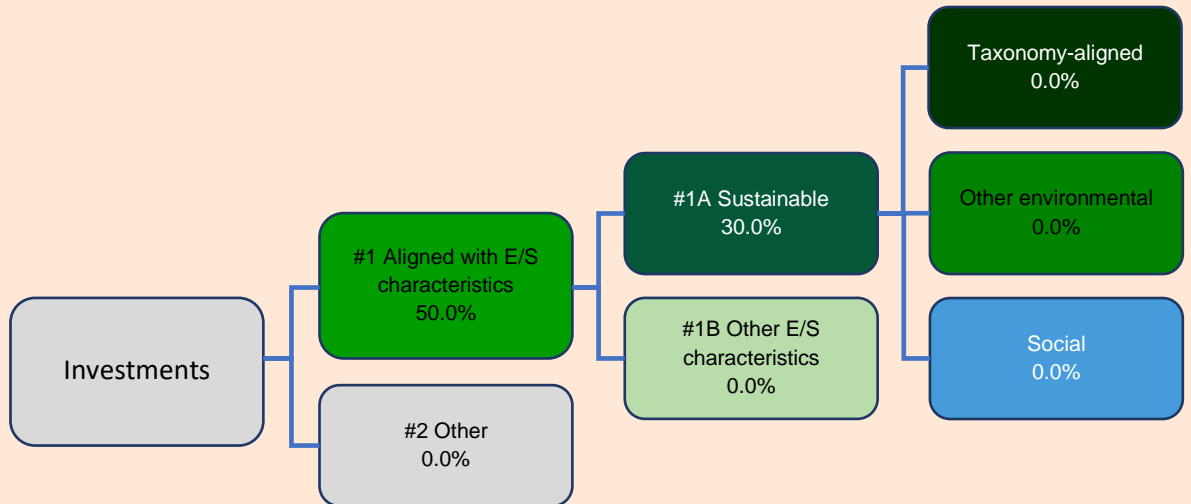 Investments
#1 Aligned with E/S
characteristics
50.0%
#2 Other
0.0%
#1A Sustainable
30.0%
#1B Other E/S
characteristics
0.0%
Taxonomy-aligned
0.0%
Other environmental
0.0%
Social
0.0%